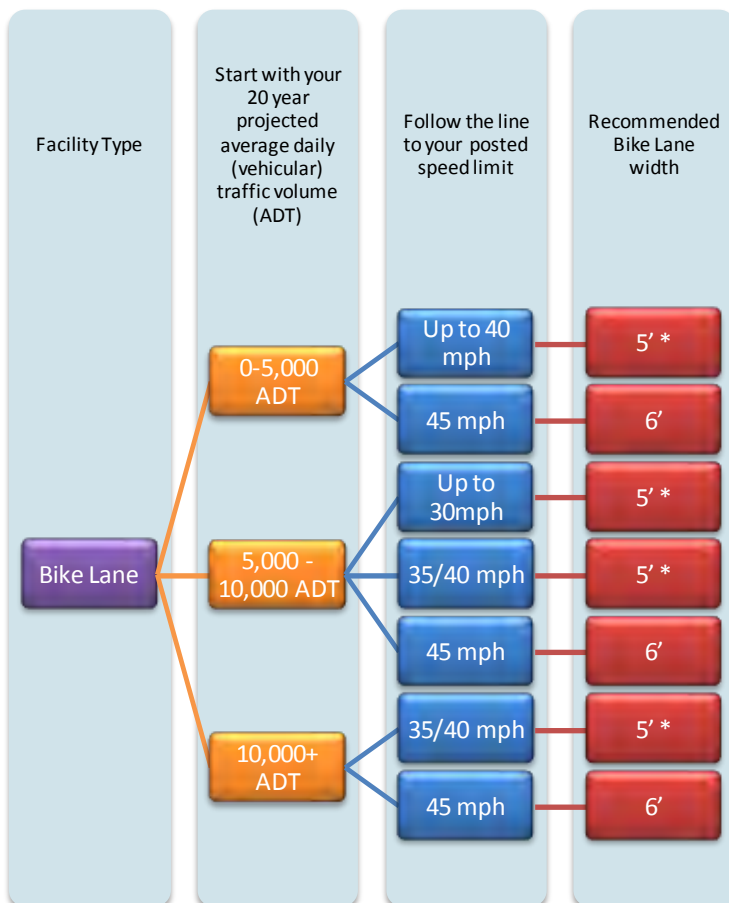 Facility Type
Start with your
20 year
projected
average daily
(vehicular)
traffic volume
(ADT)
Follow the line
to your posted
speed limit
Recommended
Bike Lane
width
Bike Lane
0-5,000
ADT
Up to 40
mph
5’ *
45 mph
6’
5,000 -
10,000 ADT
Up to
30mph
5’ *
35/40 mph
5’ *
45 mph
6’
10,000+
ADT
35/40 mph
5’ *
45 mph
6’